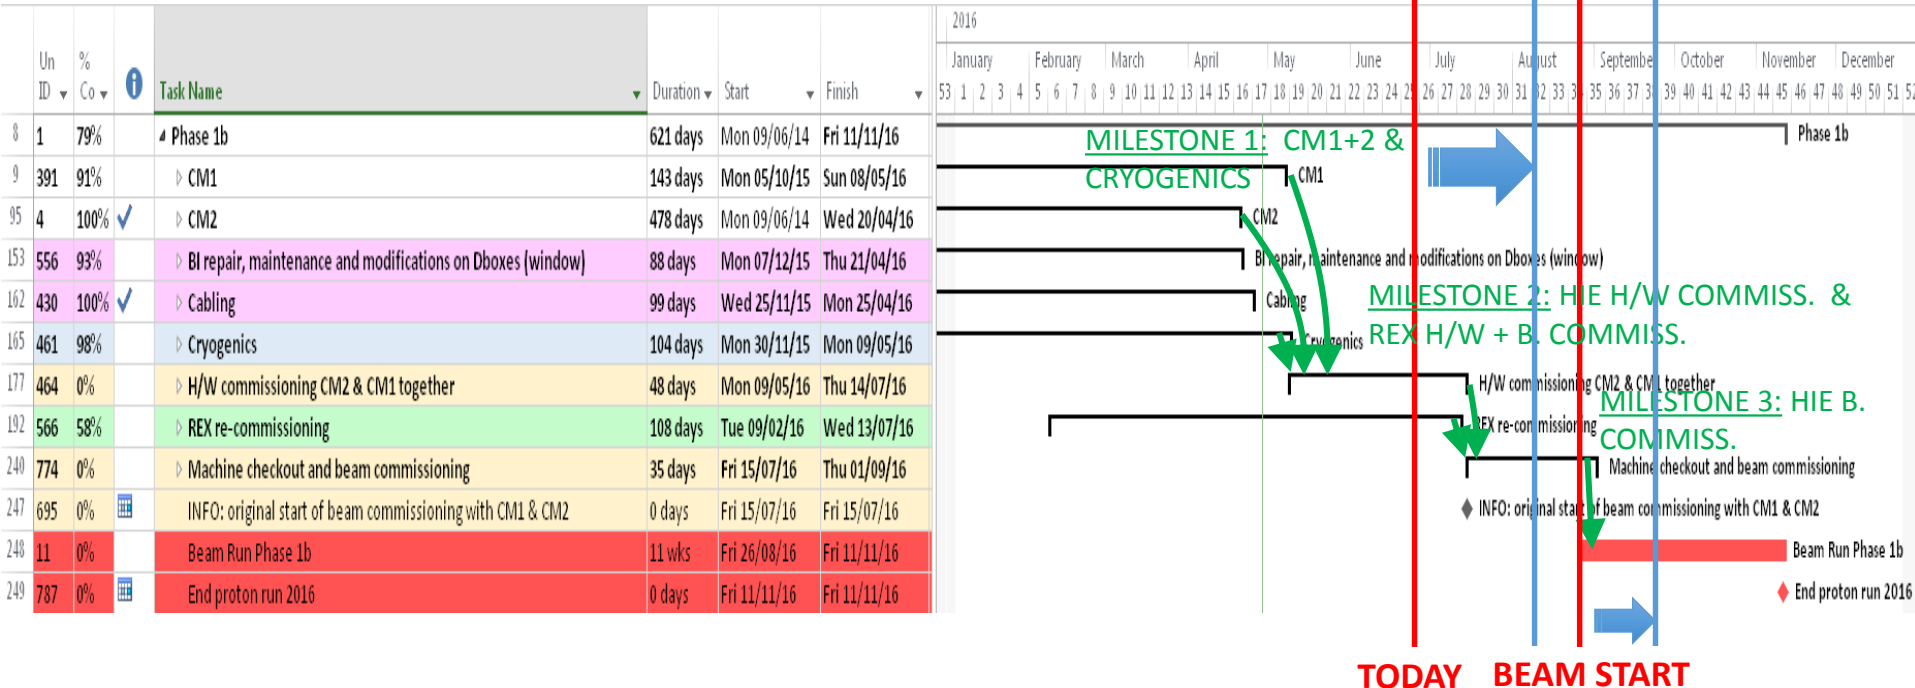 2016
Un ID % Co Task Name Duration Start Finish
January February March April May June July August September October November December
53 1 2 3 4 5 6 7 8 9 10 11 12 13 14 15 16 17 18 19 20 21 22 23 24 25 26 27 28 29 30 31 32 33 34 35 36 37 38 39 40 41 42 43 44 45 46 47 48 49 50 51 52
8 1 79% Phase 1b 621 days Mon 09/06/14 Fri 11/11/16 Phase 1b
MILESTONE 1: CM1+2 &
CRYOGENICS
9 391 91% CM1 143 days Mon 05/10/15 Sun 08/05/16 CM1
95 4 100% CM2 478 days Mon 09/06/14 Wed 20/04/16 CM2
153 556 93% BI repair, maintenance and modifications on Dboxes (window) 88 days Mon 07/12/15 Thu 21/04/16 BI repair, maintenance and modifications on Dboxes (window)
162 430 100% Cabling 99 days Wed 25/11/15 Mon 25/04/16 Cabling
MILESTONE 2: HIE H/W COMMISS. &
REX H/W + B. COMMISS.
165 461 98% Cryogenics 104 days Mon 30/11/15 Mon 09/05/16 Cryogenics
177 464 0% H/W commissioning CM2 & CM1 together 48 days Mon 09/05/16 Thu 14/07/16 H/W commissioning CM2 & CM1 together
MILESTONE 3: HIE B.
COMMISS.
192 566 58% REX re-commissioning 108 days Tue 09/02/16 Wed 13/07/16 REX re-commissioning
240 774 0% Machine checkout and beam commissioning 35 days Fri 15/07/16 Thu 01/09/16 Machine checkout and beam commissioning
247 695 0% INFO: original start of beam commissioning with CM1 & CM2 0 days Fri 15/07/16 Fri 15/07/16 INFO: original start of beam commissioning with CM1 & CM2
248 11 0% Beam Run Phase 1b 11 wks Fri 26/08/16 Fri 11/11/16 Beam Run Phase 1b
249 787 0% End proton run 2016 0 days Fri 11/11/16 Fri 11/11/16 End proton run 2016
TODAY BEAM START